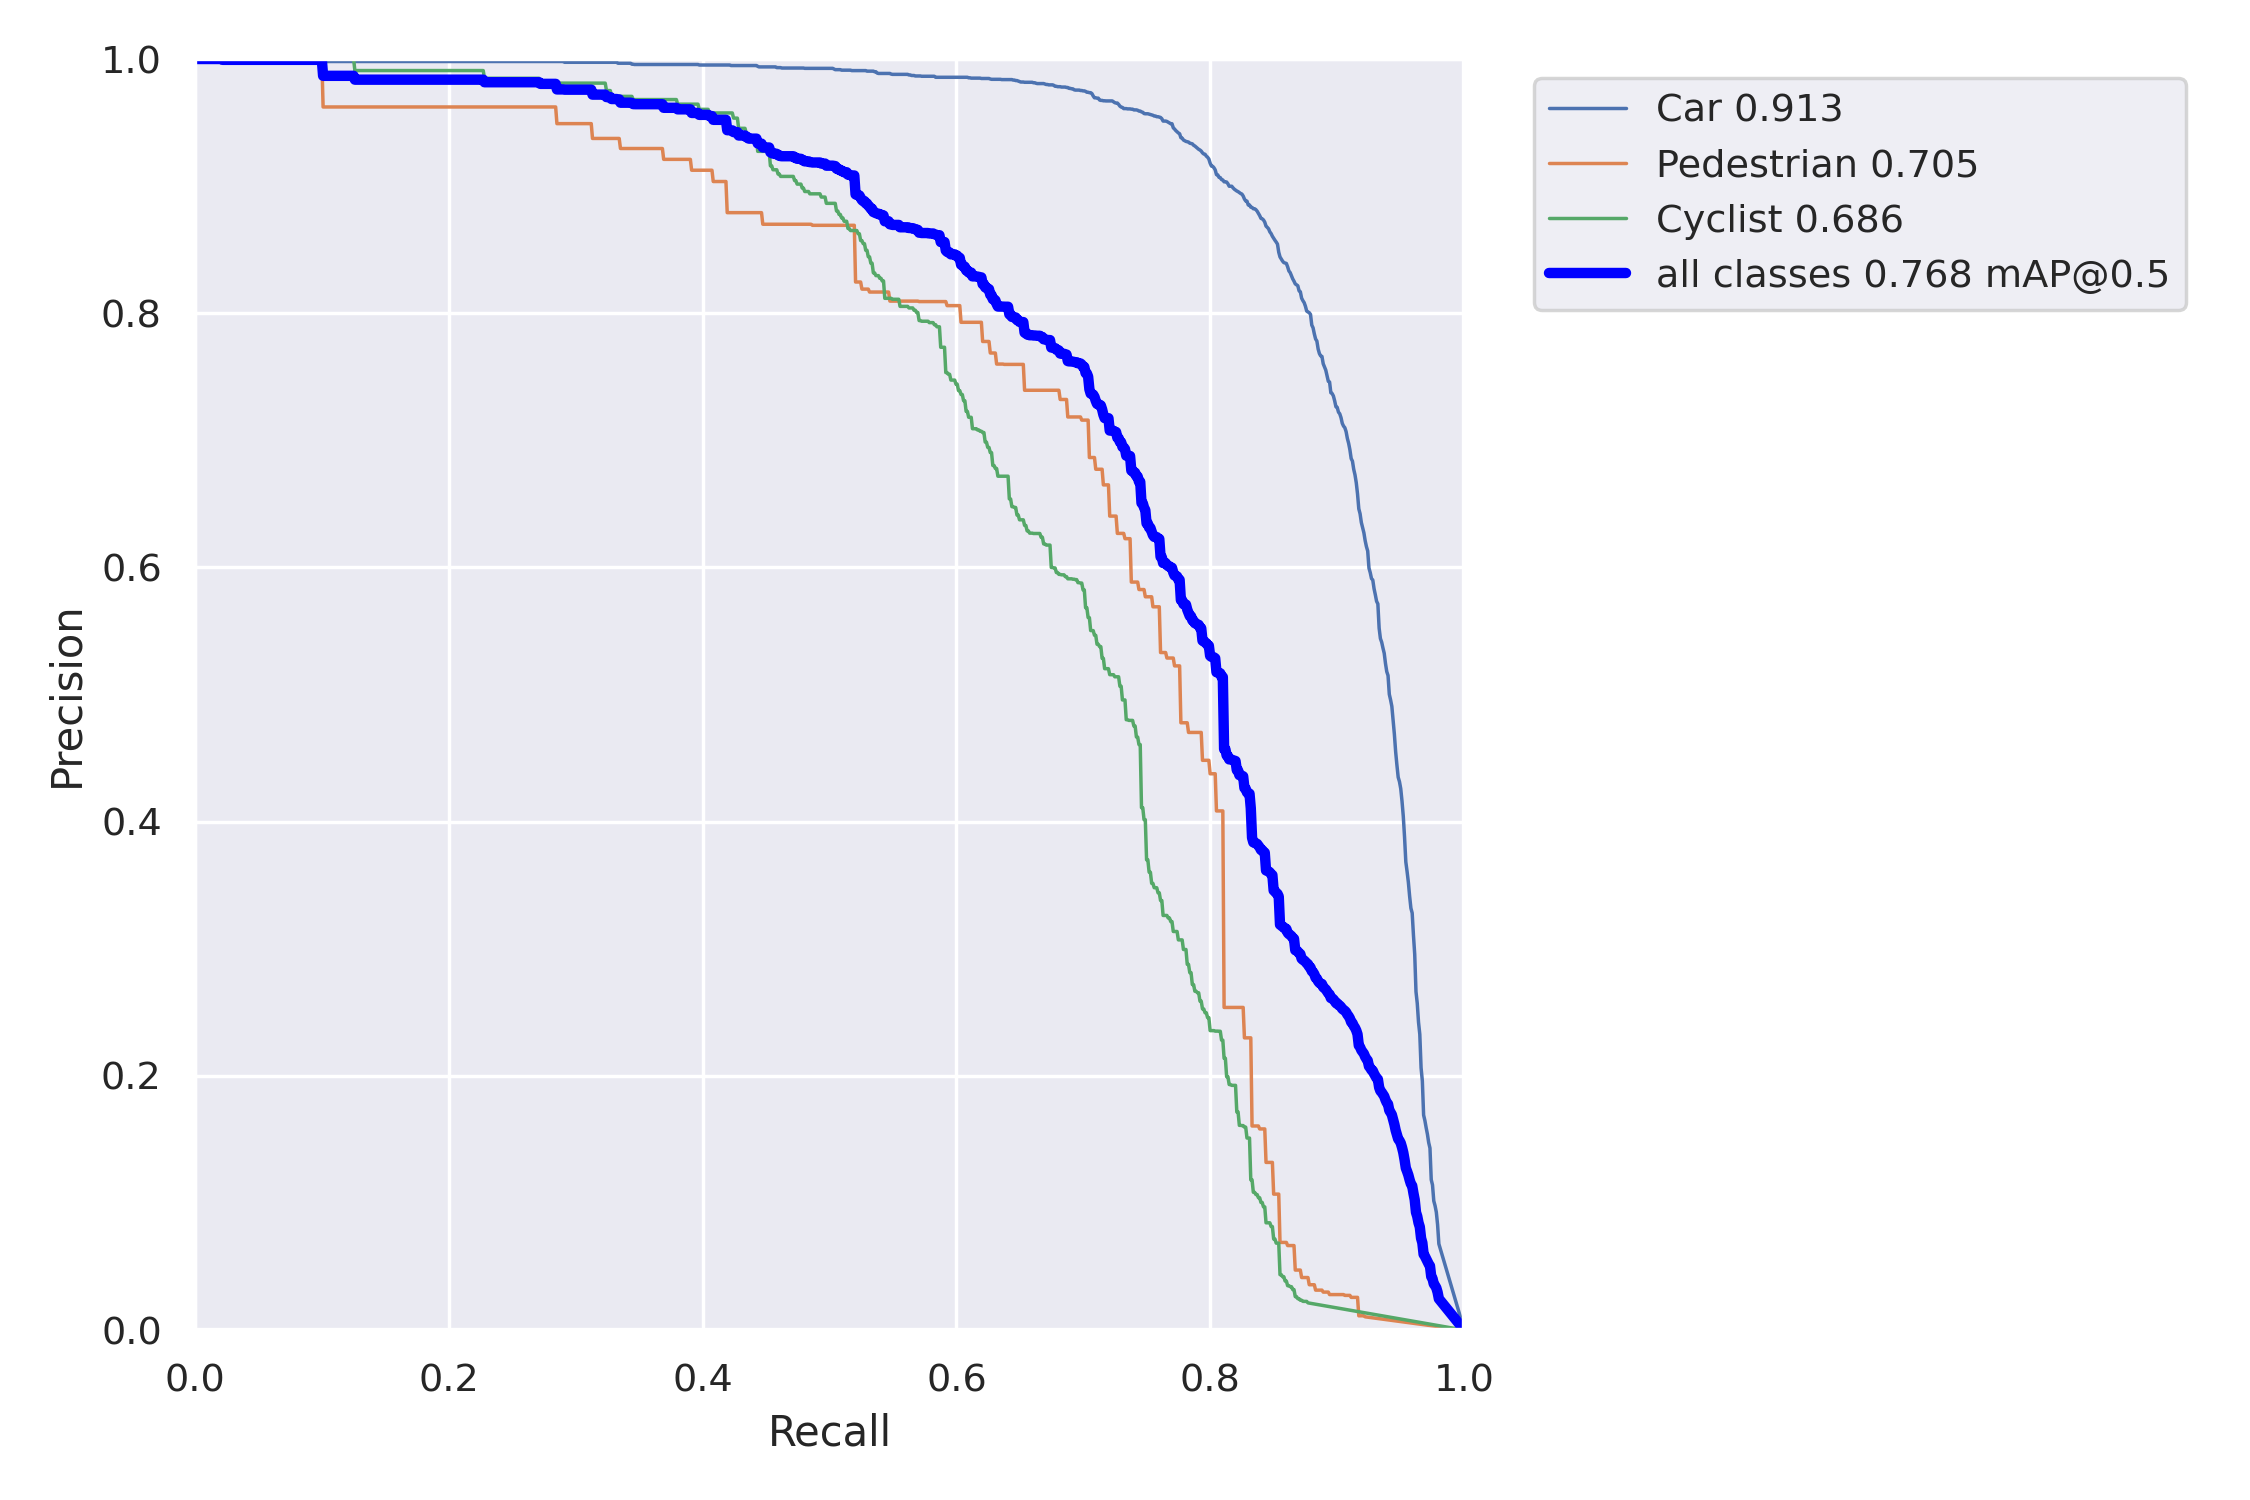 1.0
0.8
0.6
0.4
0.2
0.0
Precision
0.0 0.2 0.4 0.6 0.8 1.0
Recall
Car 0.913
Pedestrian 0.705
Cyclist 0.686
all classes 0.768 mAP@0.5